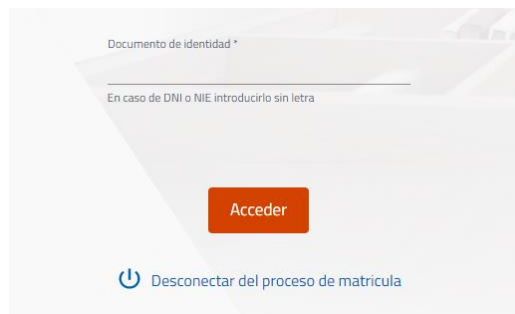 Documento de identidad *
En caso de DNI o NIE introducirlo sin letra
Acceder
Desconectar del proceso de matricula